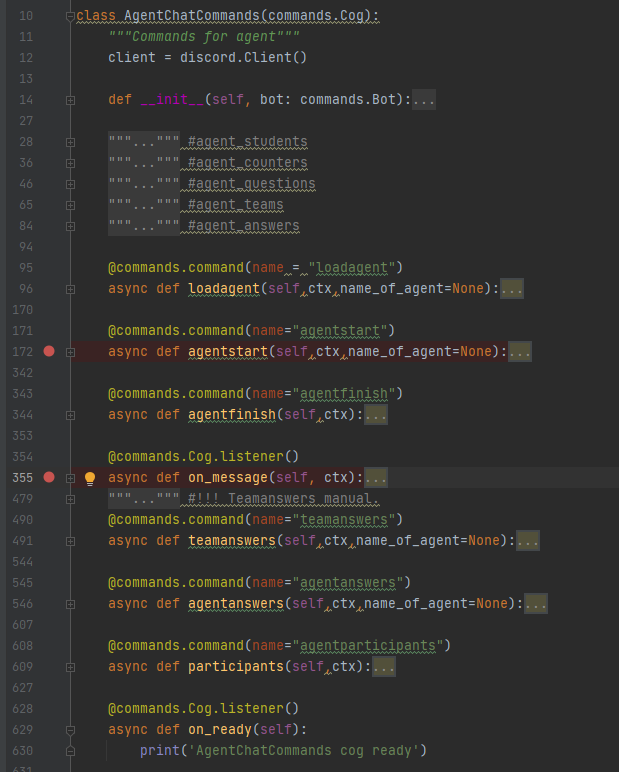 10 class AgentChatCommands(commands.Cog):
11 """Commands for agent"""
12 client = discord.Client()
13
14 def __init__(self, bot: commands.Bot):...
27
28 """...""" #agent_students
36 """...""" #agent_counters
46 """...""" #agent_questions
65 """...""" #agent_teams
84 """...""" #agent_answers
94
95 @commands.command(name = "loadagent")
96 async def loadagent(self,ctx,name_of_agent=None):...
170
171 @commands.command(name="agentstart")
172 async def agentstart(self,ctx,name_of_agent=None):...
342
343 @commands.command(name="agentfinish")
344 async def agentfinish(self,ctx):...
353
354 @commands.Cog.listener()
355 async def on_message(self, ctx):...
479 """...""" #!!! Teamanswers manual.
490 @commands.command(name="teamanswers")
491 async def teamanswers(self,ctx,name_of_agent=None):...
544
545 @commands.command(name="agentanswers")
546 async def agentanswers(self,ctx,name_of_agent=None):...
607
608 @commands.command(name="agentparticipants")
609 async def participants(self,ctx):...
627
628 @commands.Cog.listener()
629 async def on_ready(self):
630 print('AgentChatCommands cog ready')
631